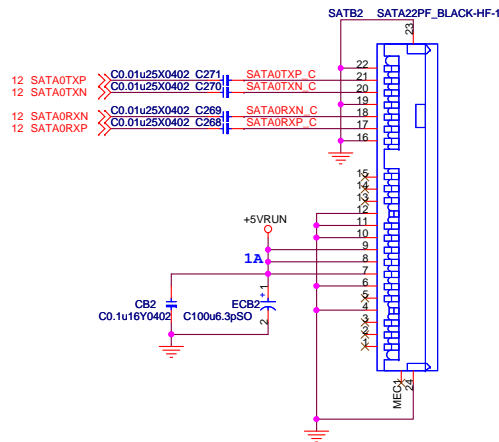 SATB2 SATA22PF_BLACK-HF-1
23
22
12 SATA0TXP C0.01u25X0402 C271 SATA0TXP_C 21
12 SATA0TXN C0.01u25X0402 C270 SATA0TXN_C 20
19
12 SATA0RXN C0.01u25X0402 C269 SATA0RXN_C 18
12 SATA0RXP C0.01u25X0402 C268 SATA0RXP_C 17
16
15
14
13
12
+5VRUN 11
10
1A 9
8
7
1 6
CB2 + ECB2 5
C0.1u16Y0402 C100u6.3pSO 4
2 3
2
1
MEC1
24